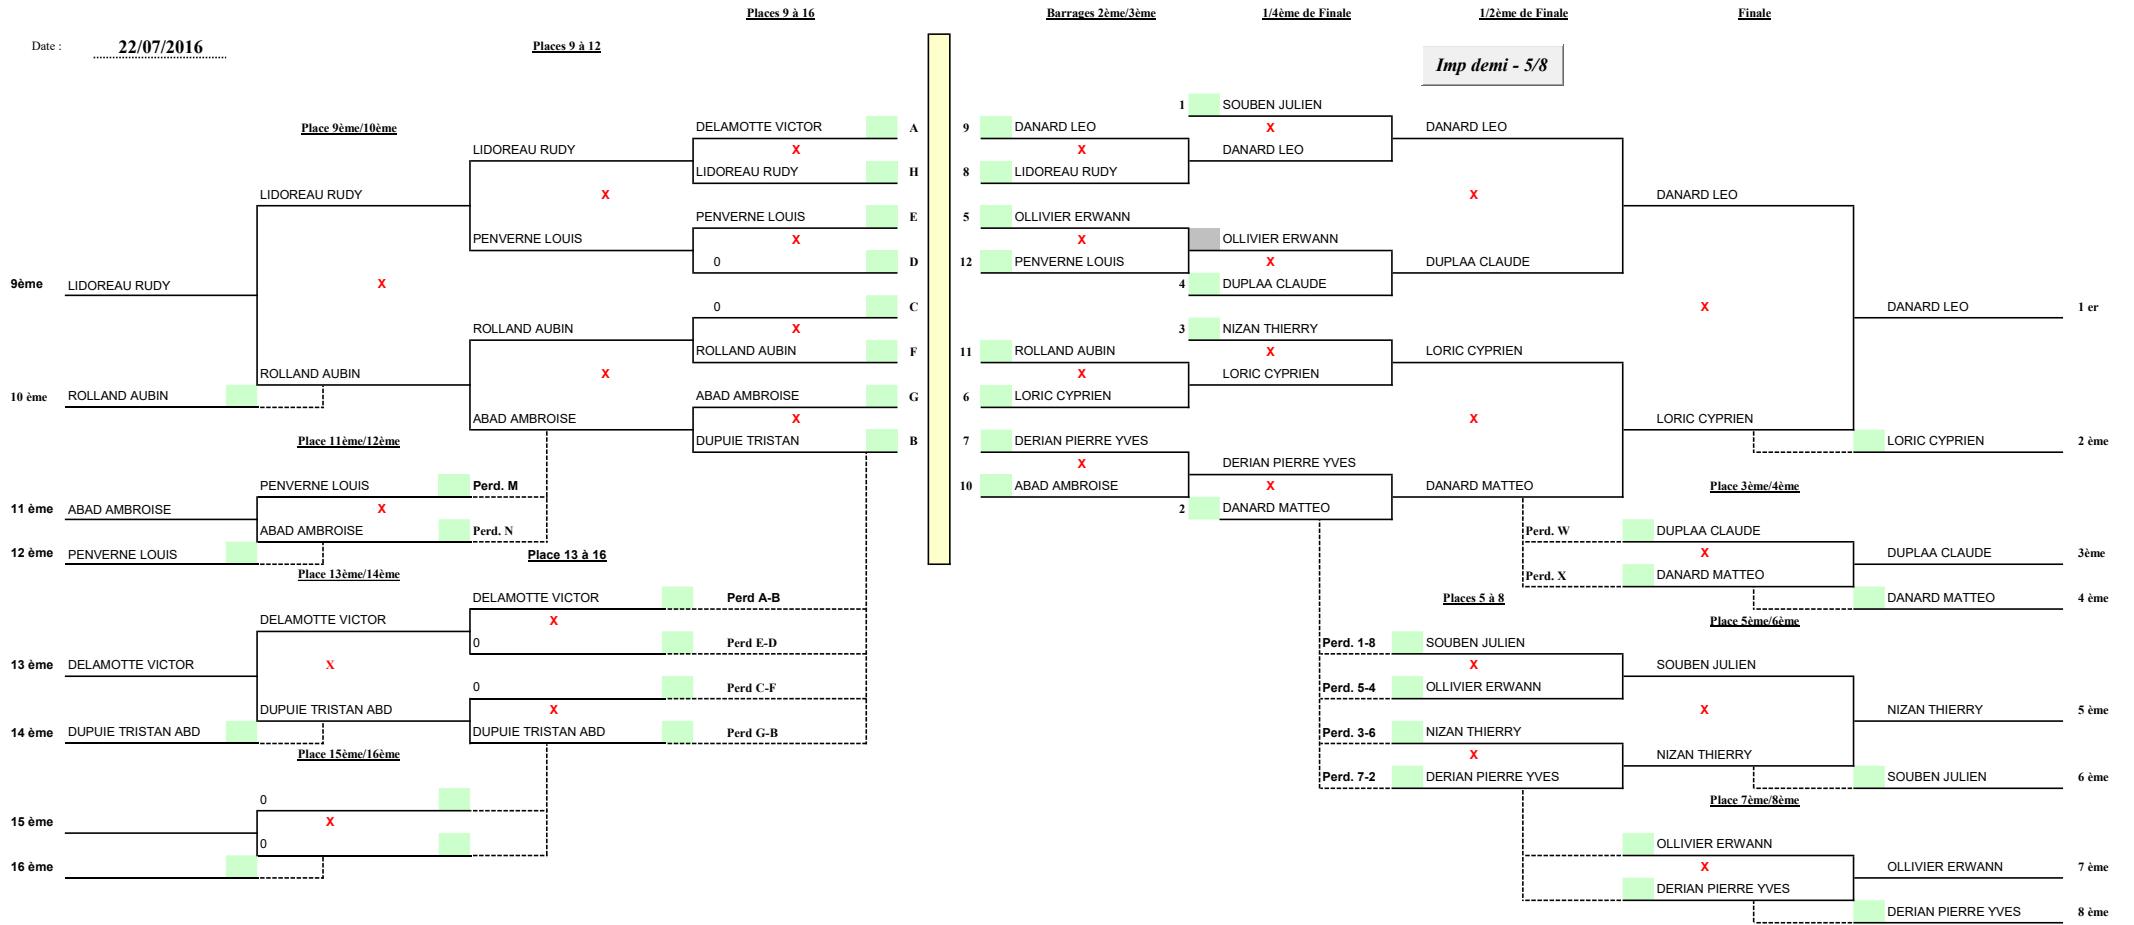 Places 9 à 16
Barrages 2ème/3ème
1/4ème de Finale
1/2ème de Finale
Finale
Date :
22/07/2016
Places 9 à 12
Imp demi - 5/8
Place 9ème/10ème
DELAMOTTE VICTOR
A
X
LIDOREAU RUDY
LIDOREAU RUDY
H
LIDOREAU RUDY
X
PENVERNE LOUIS
E
PENVERNE LOUIS
X
0
D
9ème
LIDOREAU RUDY
X
0
C
ROLLAND AUBIN
X
ROLLAND AUBIN
F
ROLLAND AUBIN
X
10 ème
ROLLAND AUBIN
ABAD AMBROISE
G
ABAD AMBROISE
X
Place 11ème/12ème
DUPUIE TRISTAN
B
PENVERNE LOUIS
Perd. M
11 ème
ABAD AMBROISE
X
ABAD AMBROISE
Perd. N
12 ème
PENVERNE LOUIS
Place 13 à 16
Place 13ème/14ème
DELAMOTTE VICTOR
Perd A-B
DELAMOTTE VICTOR
X
0
Perd E-D
13 ème
DELAMOTTE VICTOR
X
0
Perd C-F
DUPUIE TRISTAN ABD
X
14 ème
DUPUIE TRISTAN ABD
DUPUIE TRISTAN ABD
Perd G-B
Place 15ème/16ème
0
15 ème
X
0
16 ème
1
SOUBEN JULIEN
9
DANARD LEO
X
DANARD LEO
X
DANARD LEO
8
LIDOREAU RUDY
X
DANARD LEO
5
OLLIVIER ERWANN
X
OLLIVIER ERWANN
12
PENVERNE LOUIS
X
DUPLAA CLAUDE
4
DUPLAA CLAUDE
X
DANARD LEO
1 er
3
NIZAN THIERRY
11
ROLLAND AUBIN
X
LORIC CYPRIEN
X
LORIC CYPRIEN
6
LORIC CYPRIEN
X
LORIC CYPRIEN
7
DERIAN PIERRE YVES
LORIC CYPRIEN
2 ème
X
DERIAN PIERRE YVES
10
ABAD AMBROISE
X
DANARD MATTEO
Place 3ème/4ème
2
DANARD MATTEO
Perd. W
DUPLAA CLAUDE
X
DUPLAA CLAUDE
3ème
Perd. X
DANARD MATTEO
Places 5 à 8
DANARD MATTEO
4 ème
Place 5ème/6ème
Perd. 1-8
SOUBEN JULIEN
X
SOUBEN JULIEN
Perd. 5-4
OLLIVIER ERWANN
X
NIZAN THIERRY
5 ème
Perd. 3-6
NIZAN THIERRY
X
NIZAN THIERRY
Perd. 7-2
DERIAN PIERRE YVES
SOUBEN JULIEN
6 ème
Place 7ème/8ème
OLLIVIER ERWANN
X
OLLIVIER ERWANN
7 ème
DERIAN PIERRE YVES
DERIAN PIERRE YVES
8 ème